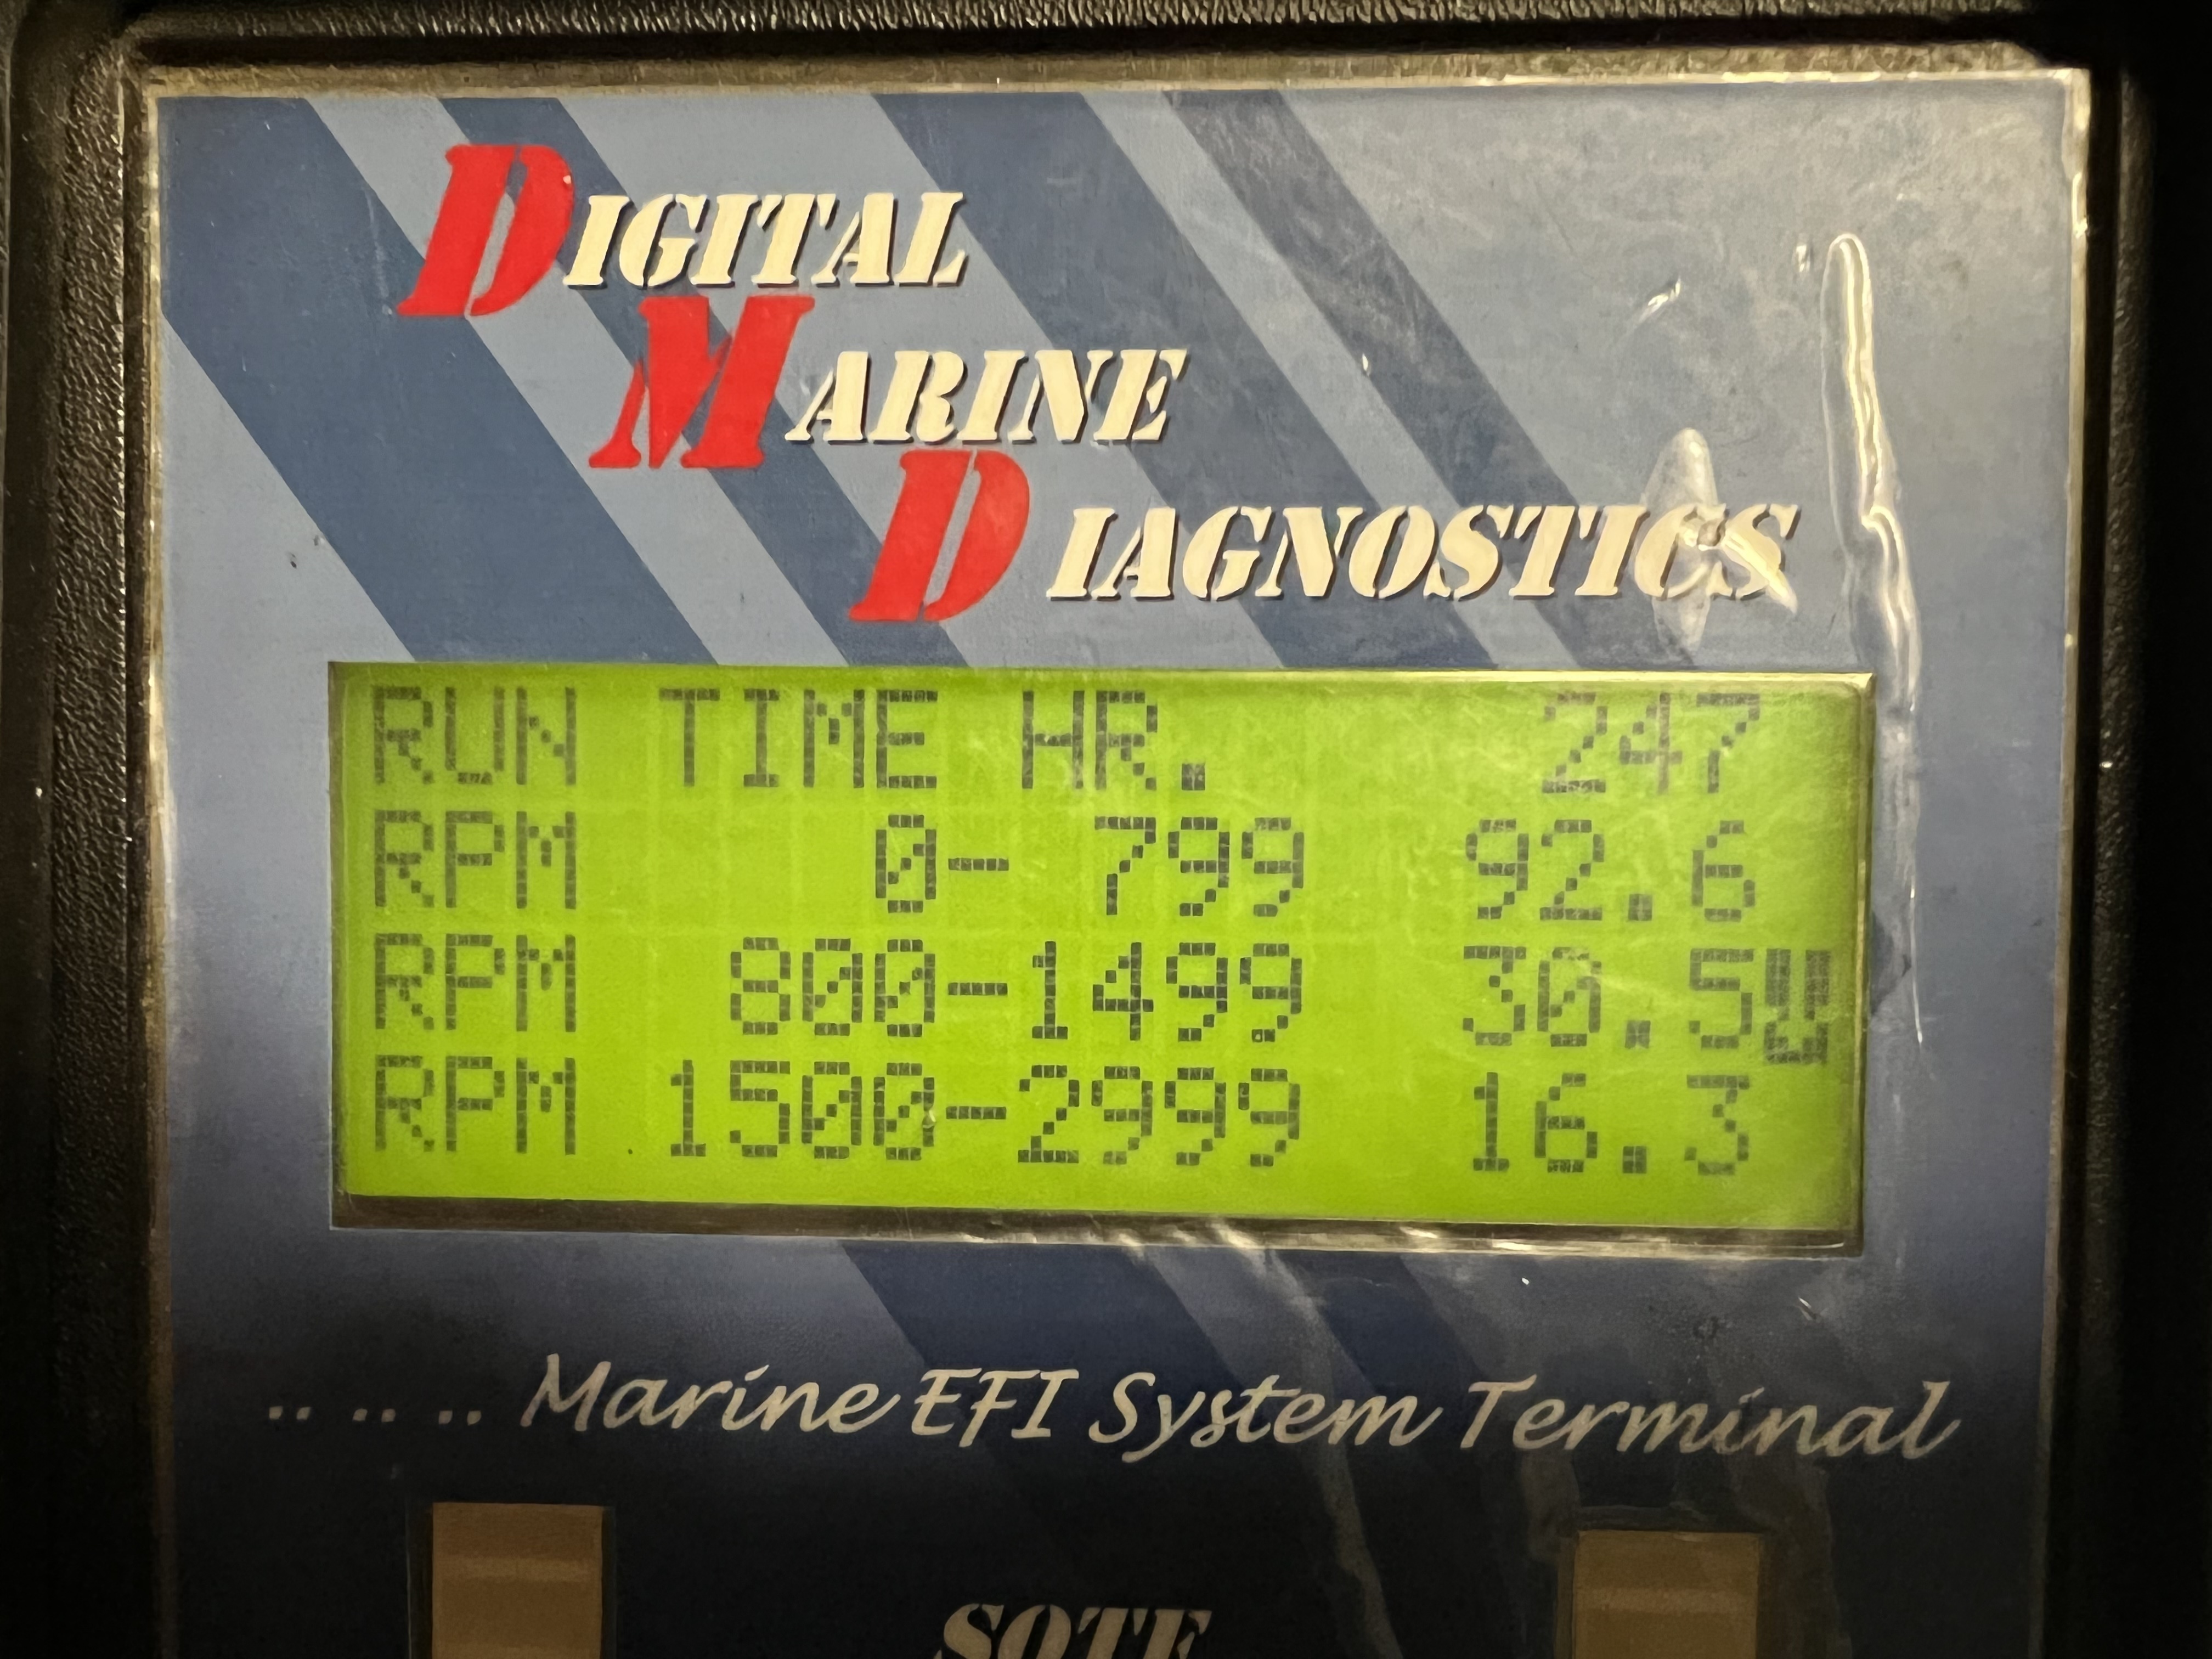 DIGITAL
MARINE
DIAGNOSTICS
RUN TIME HR. 247
RPM 0- 799 92.6
RPM 800-1499 30.5
RPM 1500-2999 16.3
.. .. .. Marine EFI System Terminal